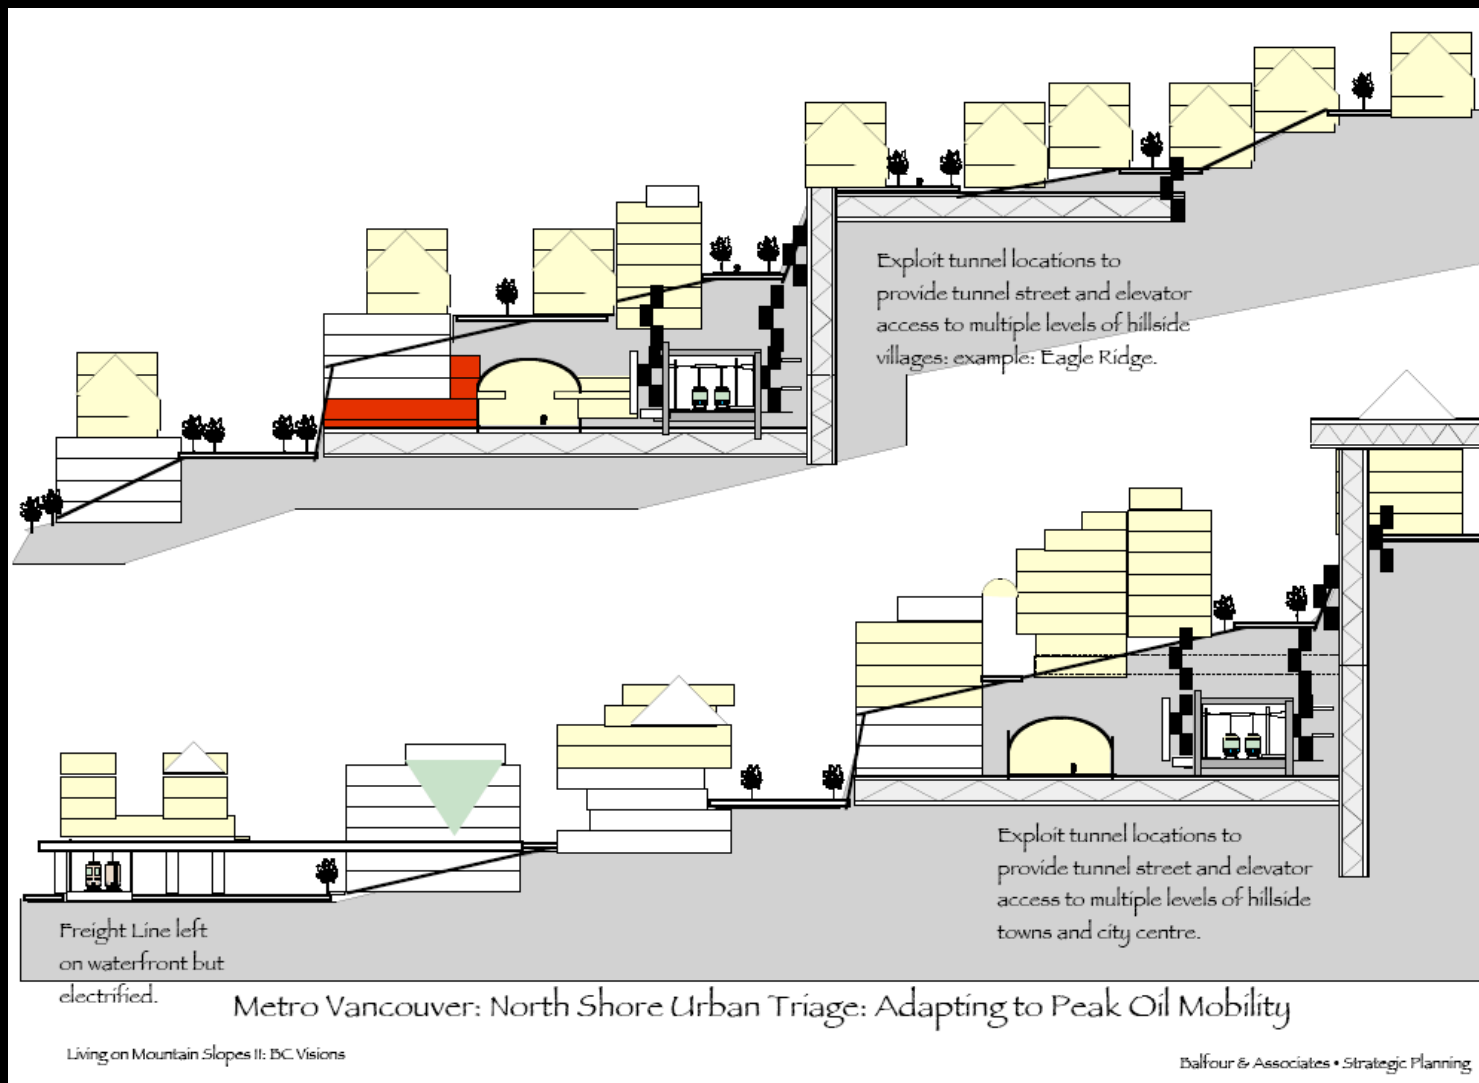 Exploit tunnel locations to
provide tunnel street and elevator
access to multiple levels of hillside
villages: example: Eagle Ridge.
Exploit tunnel locations to
provide tunnel street and elevator
access to multiple levels of hillside
towns and city centre.
Freight Line left
on waterfront but
electrified.
Metro Vancouver: North Shore Urban Triage: Adapting to Peak Oil Mobility
Living on Mountain Slopes II: BC Visions
Balfour & Associates • Strategic Planning